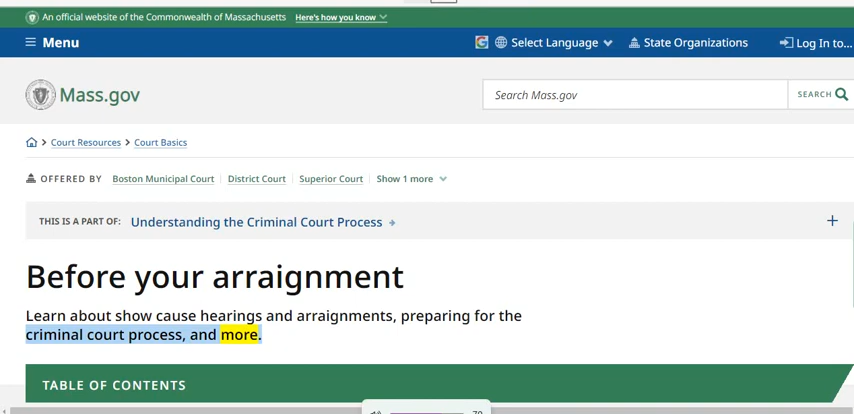 An official website of the Commonwealth of Massachusetts Here's how you know
Menu Select Language State Organizations Log In to...
Mass.gov Search Mass.gov SEARCH
Court Resources Court Basics
OFFERED BY Boston Municipal Court District Court Superior Court Show 1 more
THIS IS A PART OF: Understanding the Criminal Court Process
Before your arraignment
Learn about show cause hearings and arraignments, preparing for the
criminal court process, and more.
TABLE OF CONTENTS